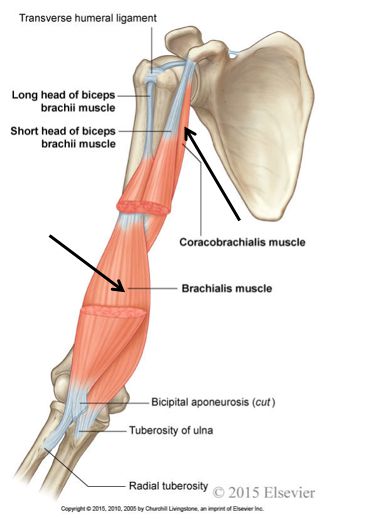 Transverse humeral ligament
Long head of biceps
brachii muscle
Short head of biceps
brachii muscle
Coracobrachialis muscle
Brachialis muscle
Bicipital aponeurosis (cut)
Tuberosity of ulna
Radial tuberosity
© 2015 Elsevier
Copyright © 2015, 2010, 2005 by Churchill Livingstone, an imprint of Elsevier Inc.